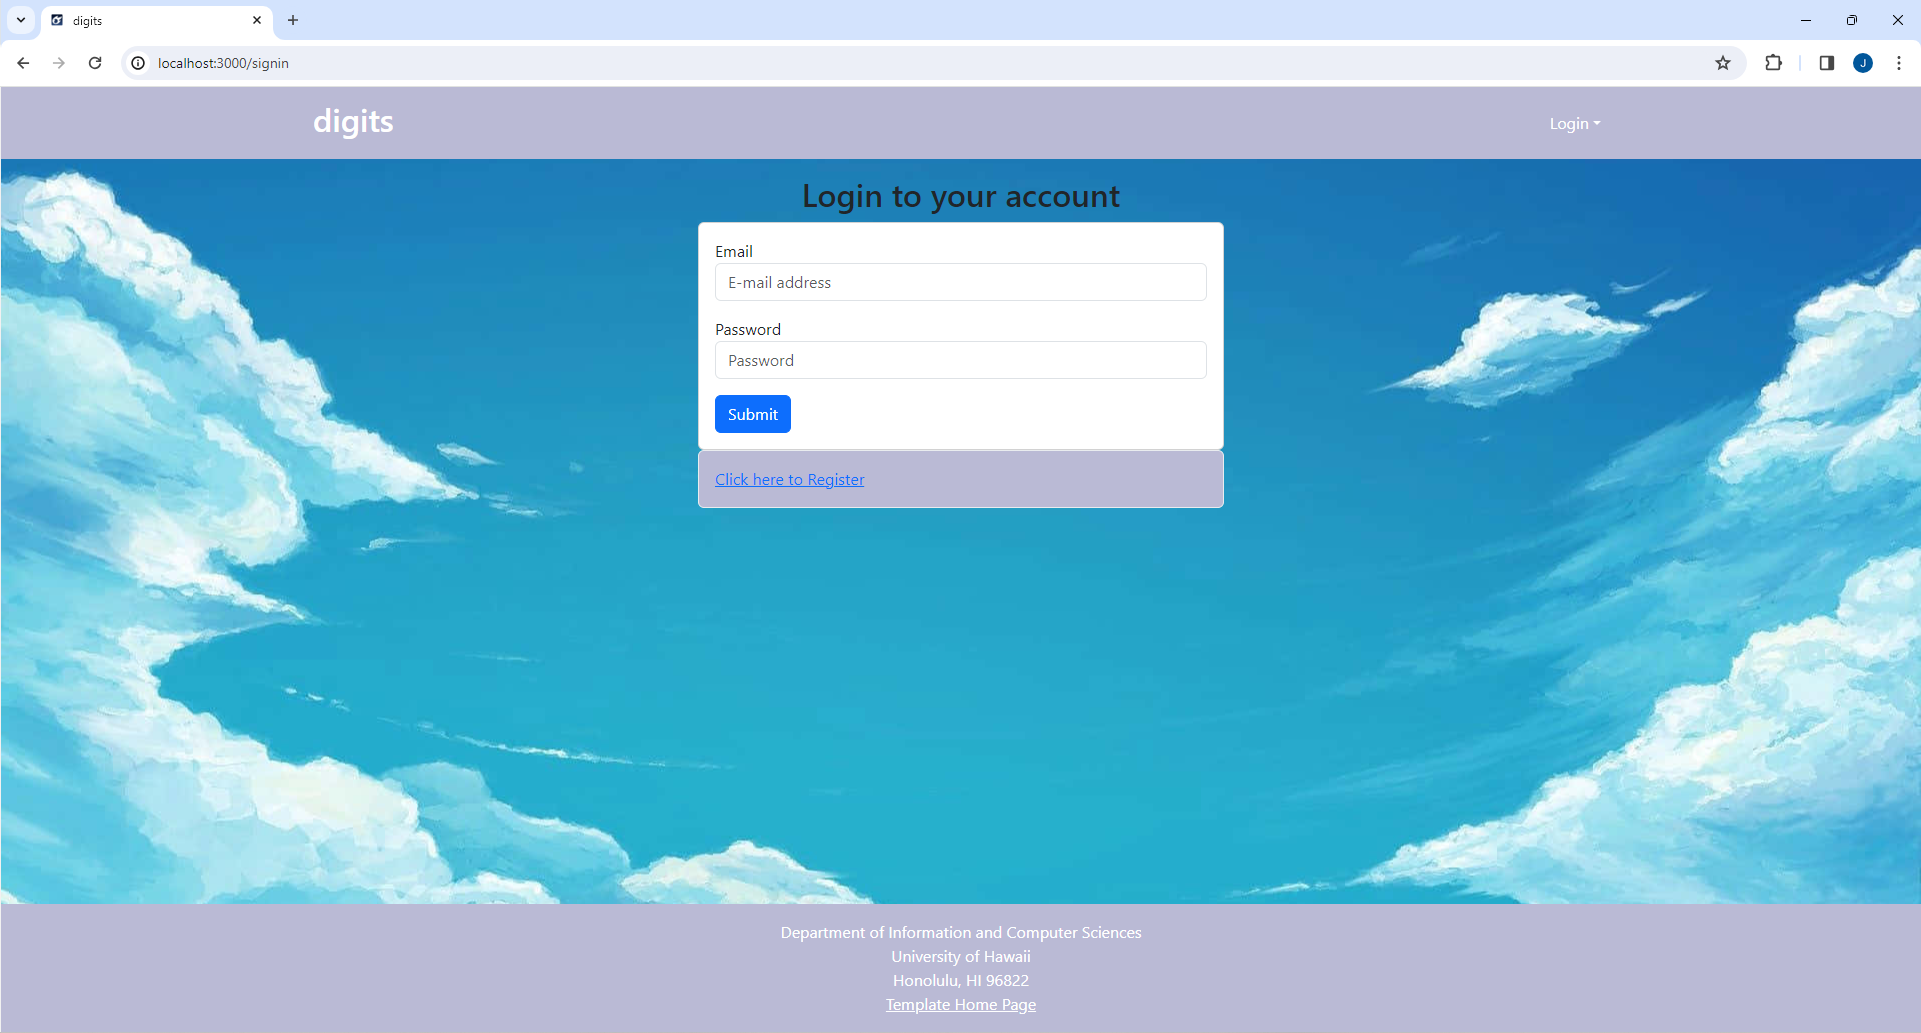 digits
localhost:3000/signin
J
digits
Login
Login to your account
Email
E-mail address
Password
Password
Submit
Click here to Register
Department of Information and Computer Sciences
University of Hawaii
Honolulu, HI 96822
Template Home Page